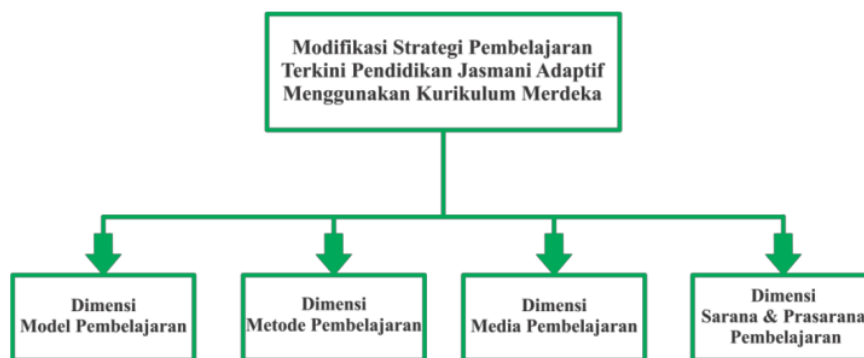 Modifikasi Strategi Pembelajaran
Terkini Pendidikan Jasmani Adaptif
Menggunakan Kurikulum Merdeka
Dimensi
Model Pembelajaran
Dimensi
Metode Pembelajaran
Dimensi
Media Pembelajaran
Dimensi
Sarana & Prasarana
Pembelajaran